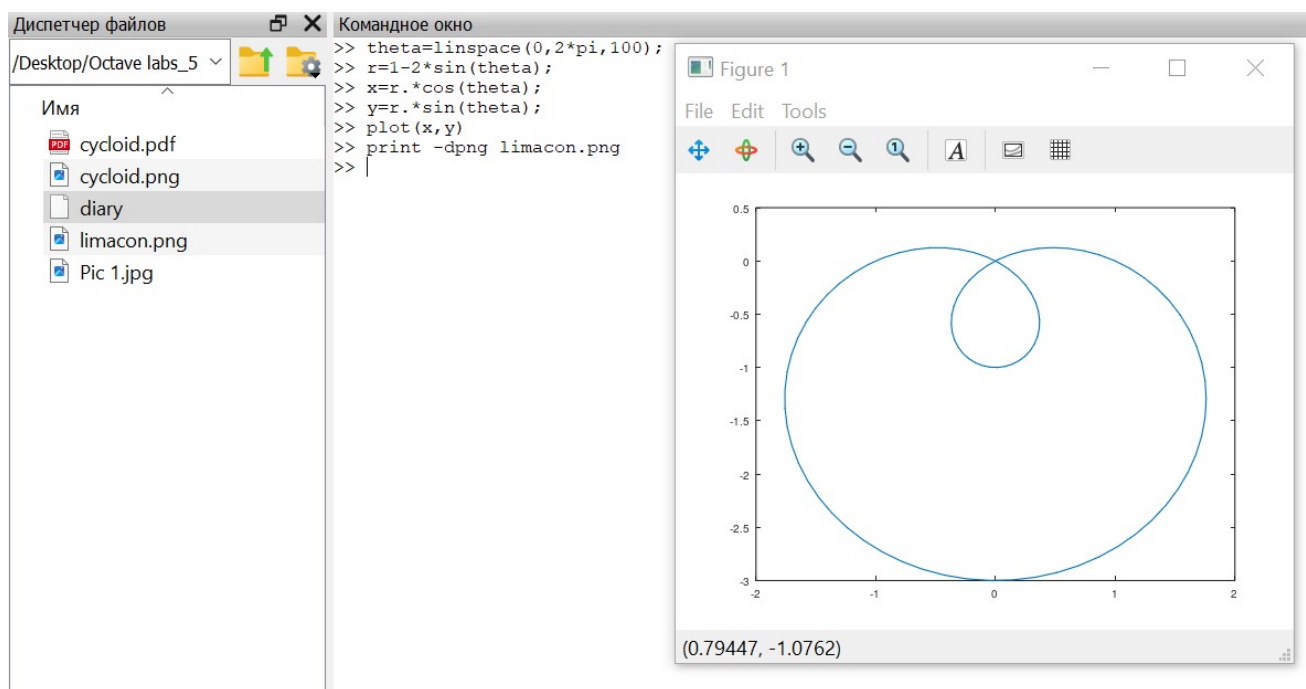 Диспетчер файлов
/Desktop/Octave labs_5
Имя
cycloid.pdf
cycloid.png
diary
limacon.png
Pic 1.jpg
Командное окно
>> theta=linspace(0,2*pi,100);
>> r=1-2*sin(theta);
>> x=r.*cos(theta);
>> y=r.*sin(theta);
>> plot(x,y)
>> print -dpng limacon.png
>>
Figure 1
File Edit Tools
1 A
0.5
0
-0.5
-1
-1.5
-2
-2.5
-3
-2 -1 0 1 2
(0.79447, -1.0762)